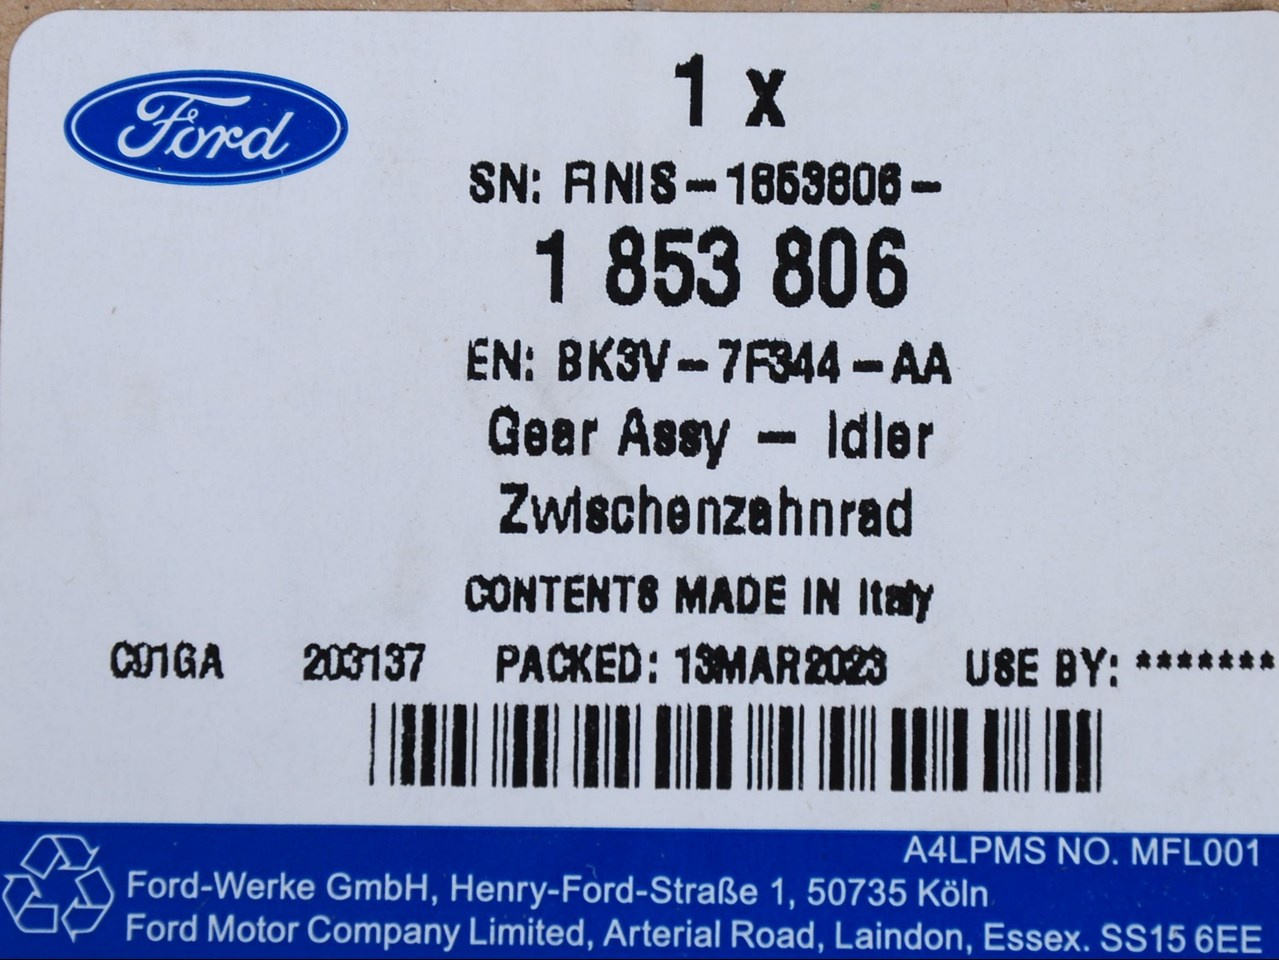 Ford
1 x
SN: FINIS-1853806-
1 853 806
EN: BK3V-7F344-AA
Gear Assy - Idler
Zwischenzahnrad
CONTENTS MADE IN Italy
C01GA 203137 PACKED: 13MAR2023 USE BY: *******
A4LPMS NO. MFL001
Ford-Werke GmbH, Henry-Ford-Straße 1, 50735 Köln
Ford Motor Company Limited, Arterial Road, Laindon, Essex. SS15 6EE